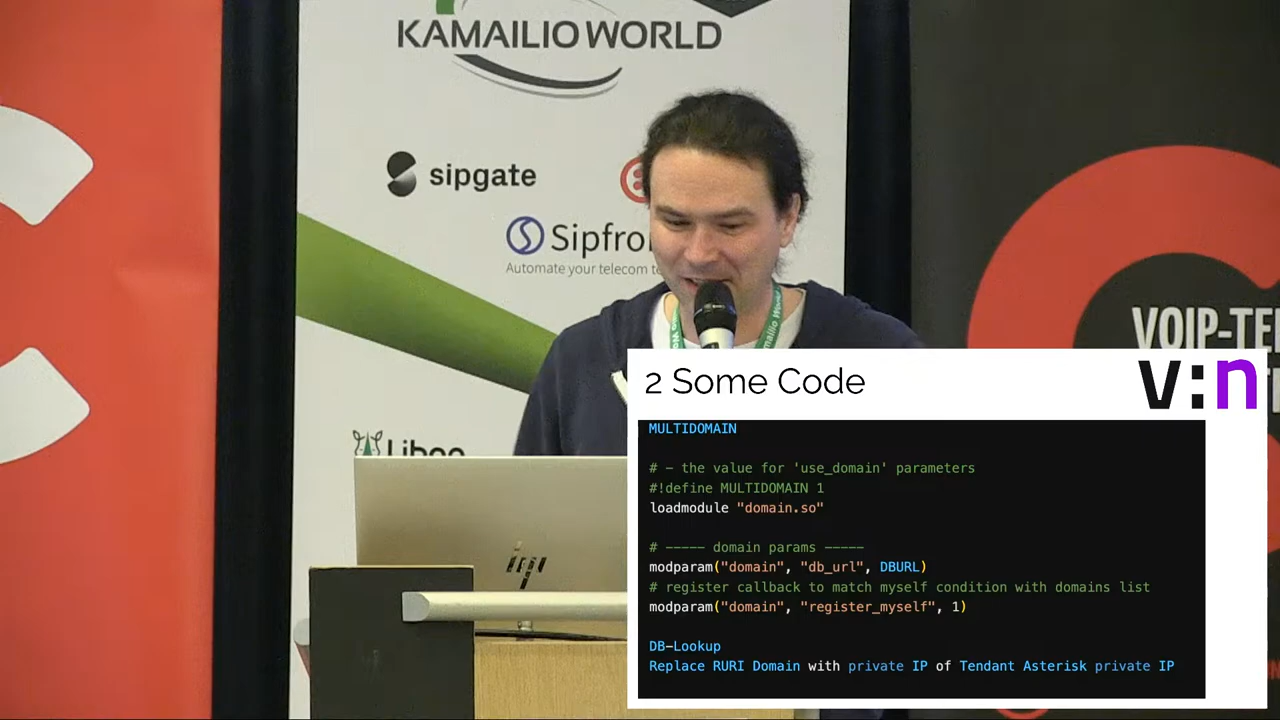 KAMAILIO WORLD
sipgate
Sipfro
Automate your telecom t
VOIP-TE
2 Some Code
v:n
MULTIDOMAIN
# - the value for 'use_domain' parameters
#!define MULTIDOMAIN 1
loadmodule "domain.so"
# ----- domain params -----
modparam("domain", "db_url", DBURL)
# register callback to match myself condition with domains list
modparam("domain", "register_myself", 1)
DB-Lookup
Replace RURI Domain with private IP of Tendant Asterisk private IP
hp